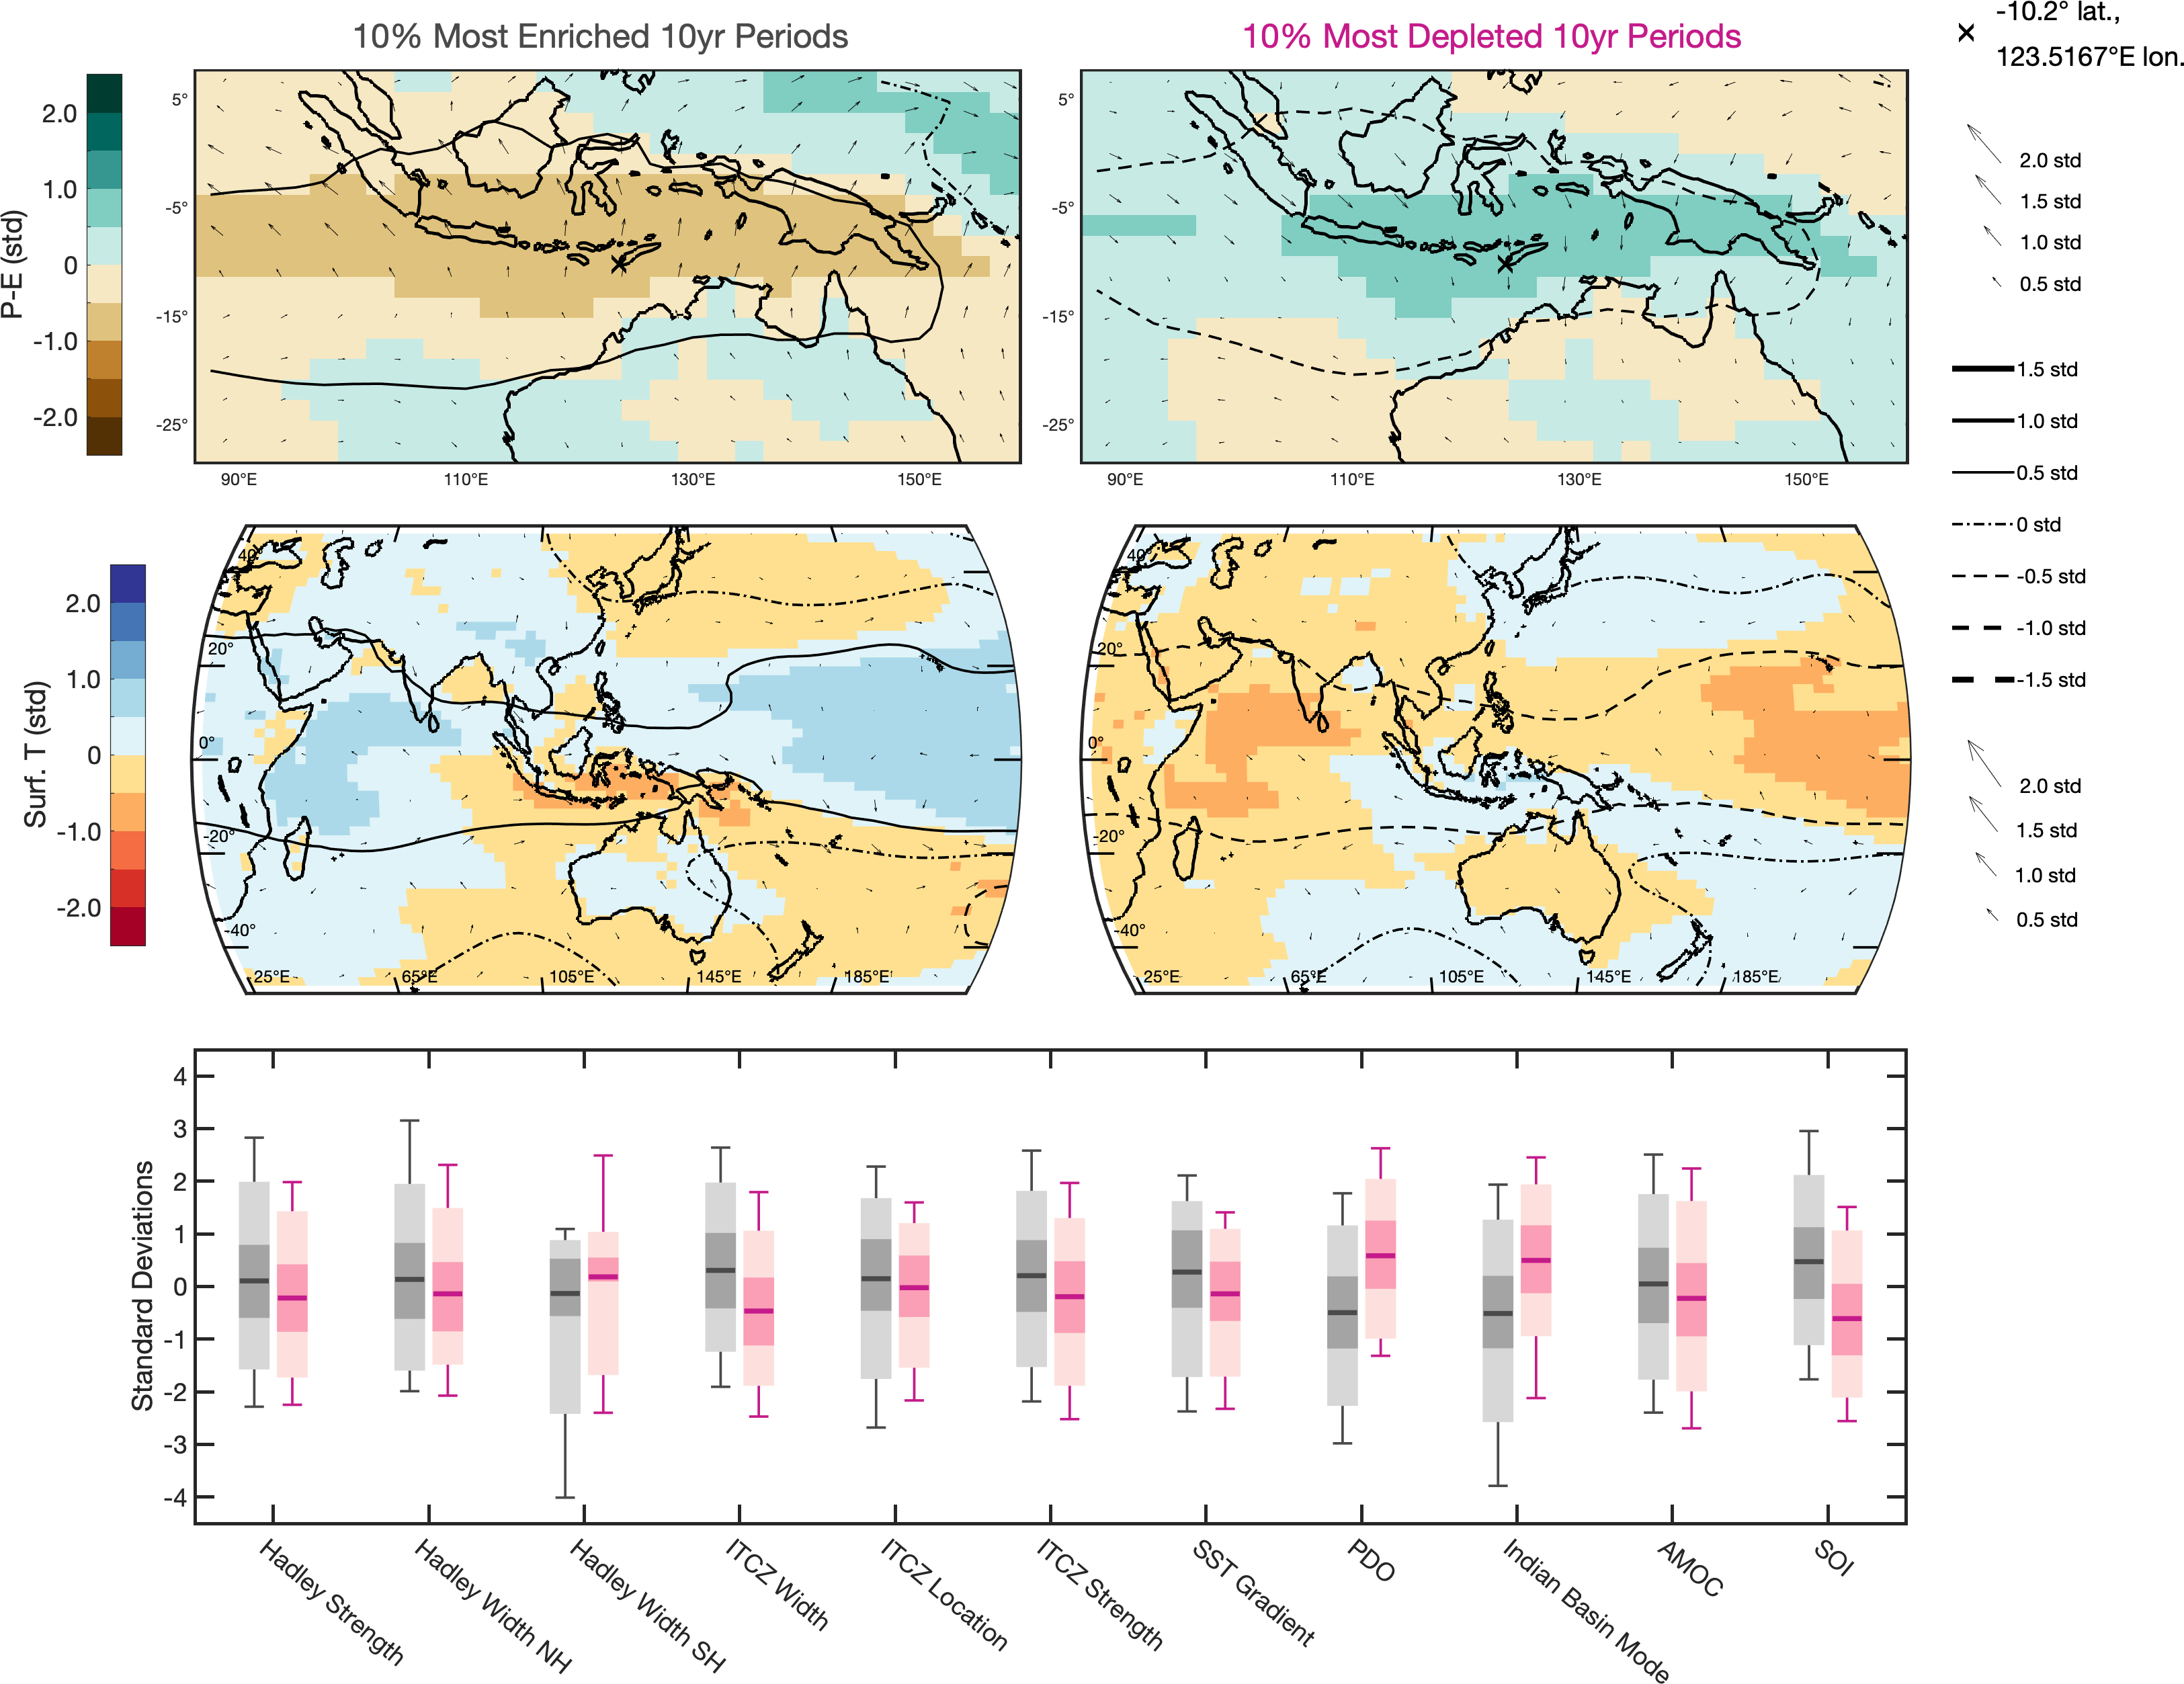 10% Most Enriched 10yr Periods
10% Most Depleted 10yr Periods
-10.2° lat.,
123.5167°E lon.
P-E (std)
2.0
1.0
0
-1.0
-2.0
5°
-5°
-15°
-25°
90°E
110°E
130°E
150°E
5°
-5°
-15°
-25°
90°E
110°E
130°E
150°E
2.0 std
1.5 std
1.0 std
0.5 std
1.5 std
1.0 std
0.5 std
0 std
-0.5 std
-1.0 std
-1.5 std
Surf. T (std)
2.0
1.0
0
-1.0
-2.0
40°
20°
0°
-20°
-40°
25°E
65°E
105°E
145°E
185°E
40°
20°
0°
-20°
-40°
25°E
65°E
105°E
145°E
185°E
2.0 std
1.5 std
1.0 std
0.5 std
Standard Deviations
4
3
2
1
0
-1
-2
-3
-4
Hadley Strength
Hadley Width NH
Hadley Width SH
ITCZ Width
ITCZ Location
ITCZ Strength
SST Gradient
PDO
Indian Basin Mode
AMOC
SOI